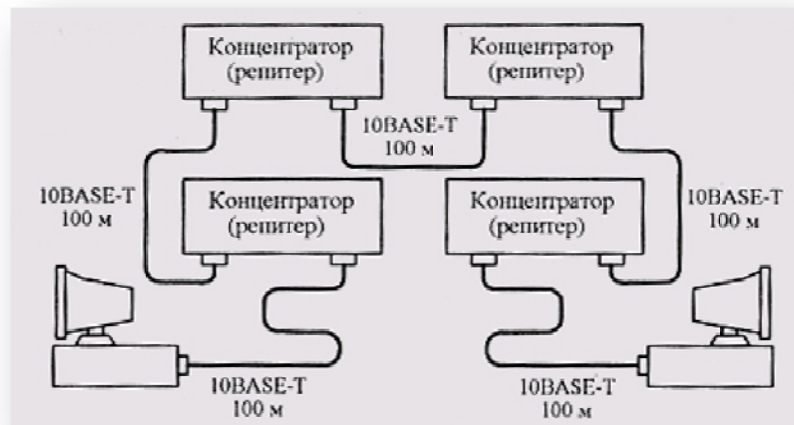 Концентратор
(репитер)
Концентратор
(репитер)
10BASE-T
100 м
10BASE-T
100 м
Концентратор
(репитер)
Концентратор
(репитер)
10BASE-T
100 м
10BASE-T
100 м
10BASE-T
100 м